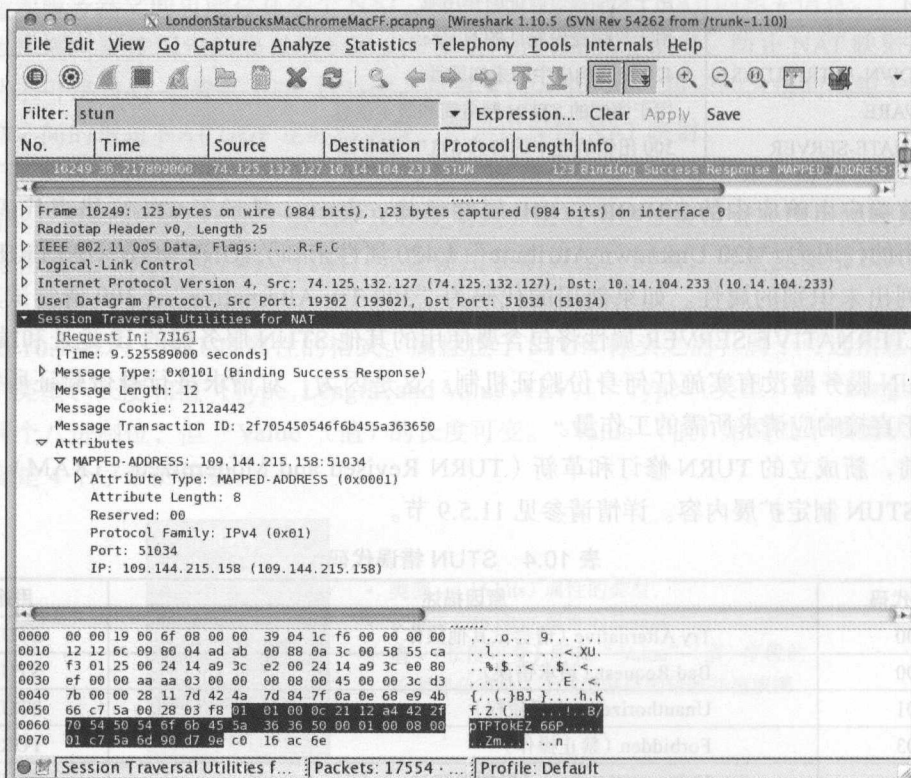 LondonStarbucksMacChromeMacFF.pcapng [Wireshark 1.10.5 (SVN Rev 54262 from /trunk-1.10)]
File Edit View Go Capture Analyze Statistics Telephony Tools Internals Help
Filter: stun Expression... Clear Apply Save
No. Time Source Destination Protocol Length Info
10249 36.217809000 74.125.132.127 10.14.104.233 STUN 123 Binding Success Response MAPPED-ADDRESS:
Frame 10249: 123 bytes on wire (984 bits), 123 bytes captured (984 bits) on interface 0
Radiotap Header v0, Length 25
IEEE 802.11 QoS Data, Flags: ....R.F.C
Logical-Link Control
Internet Protocol Version 4, Src: 74.125.132.127 (74.125.132.127), Dst: 10.14.104.233 (10.14.104.233)
User Datagram Protocol, Src Port: 19302 (19302), Dst Port: 51034 (51034)
Session Traversal Utilities for NAT
[Request In: 7316]
[Time: 9.525589000 seconds]
Message Type: 0x0101 (Binding Success Response)
Message Length: 12
Message Cookie: 2112a442
Message Transaction ID: 2f705450546f6b455a363650
Attributes
MAPPED-ADDRESS: 109.144.215.158:51034
Attribute Type: MAPPED-ADDRESS (0x0001)
Attribute Length: 8
Reserved: 00
Protocol Family: IPv4 (0x01)
Port: 51034
IP: 109.144.215.158 (109.144.215.158)
0000 00 00 19 00 6f 08 00 00 39 04 1c f6 00 00 00 00 ....o... 9.......
0010 12 12 6c 09 80 04 ad ab 00 88 0a 3c 00 58 55 ca ..l..... ...<.XU.
0020 f3 01 25 00 24 14 a9 3c e2 00 24 14 a9 3c e0 80 ..%.$..< ..$..<..
0030 ef 00 00 aa aa 03 00 00 00 08 00 45 00 00 3c d3 ........ ...E..<.
0040 7b 00 00 28 11 7d 42 4a 7d 84 7f 0a 0e 68 e9 4b {..(.}BJ }....h.K
0050 66 c7 5a 00 28 03 f8 01 01 00 0c 21 12 a4 42 2f f.Z.(... ...!..B/
0060 70 54 50 54 6f 6b 45 5a 36 36 50 00 01 00 08 00 pTPTokEZ 66P.....
0070 01 c7 5a 6d 90 d7 9e c0 16 ac 6e ..Zm.... ..n
Session Traversal Utilities f... Packets: 17554 · ... Profile: Default